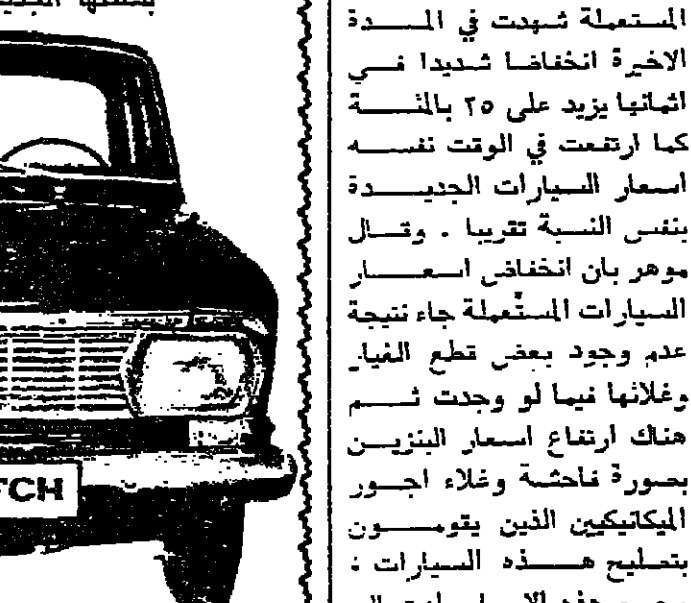 المستعملة شهدت في المدة
الاخيرة انخفاضا شديدا في
اثمانها يزيد على ٢٥ بالمئة
كما ارتفعت في الوقت نفسه
اسعار السيارات الجديدة
بنفس النسبة تقريبا . وقال
موهر بان انخفاض اسعار
السيارات المستعملة جاء نتيجة
عدم وجود بعض قطع الغيار
وغلائها فيما لو وجدت ثم
هناك ارتفاع اسعار البنزين
بصورة فاحشة وغلاء اجور
الميكانيكيين الذين يقومون
بتصليح هذه السيارات :
FCH